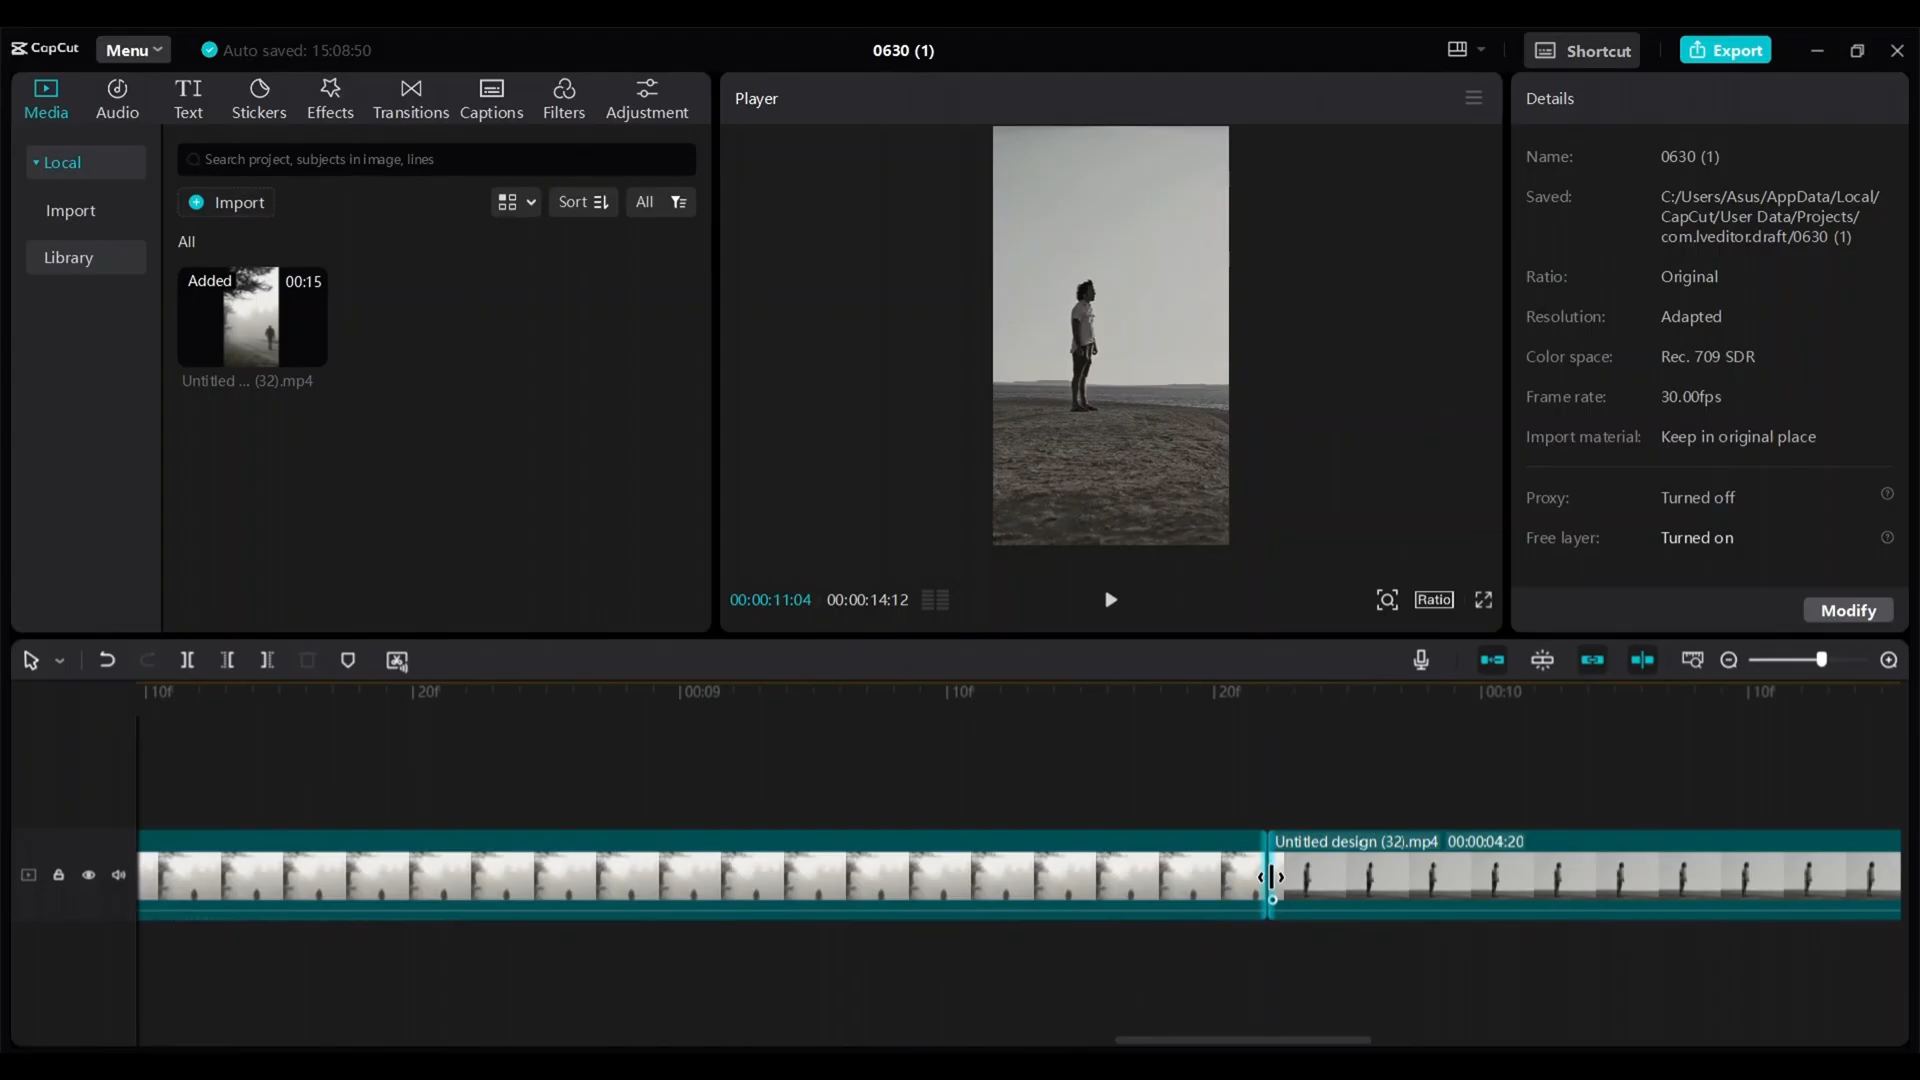 CapCut
Menu
Auto saved: 15:08:50
0630 (1)
Shortcut
Export
Media
Audio
TI
Text
Stickers
Effects
Transitions
Captions
Filters
Adjustment
Local
Import
Library
Search project, subjects in image, lines
Import
Sort
All
All
Added
00:15
Untitled ... (32).mp4
Player
00:00:11:04
00:00:14:12
Ratio
Details
Name: 0630 (1)
Saved: C:/Users/Asus/AppData/Local/
CapCut/User Data/Projects/
com.lveditor.draft/0630 (1)
Ratio: Original
Resolution: Adapted
Color space: Rec. 709 SDR
Frame rate: 30.00fps
Import material: Keep in original place
Proxy: Turned off
Free layer: Turned on
Modify
10f
20f
00:09
10f
20f
00:10
10f
Untitled design (32).mp4 00:00:04:20